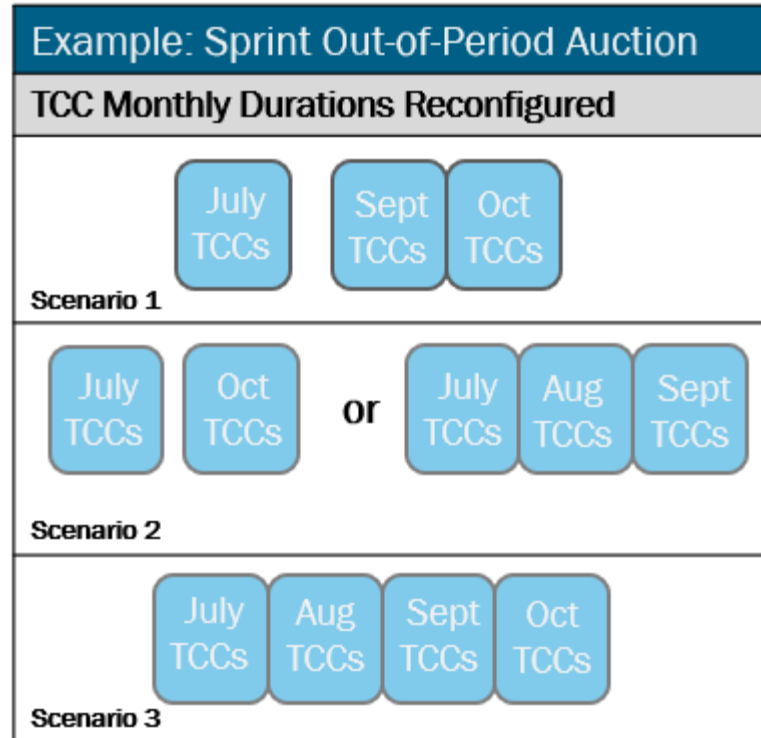 Example: Sprint Out-of-Period Auction
TCC Monthly Durations Reconfigured
July
TCCs
Sept
TCCs
Oct
TCCs
Scenario 1
July
TCCs
Oct
TCCs
or
July
TCCs
Aug
TCCs
Sept
TCCs
Scenario 2
July
TCCs
Aug
TCCs
Sept
TCCs
Oct
TCCs
Scenario 3